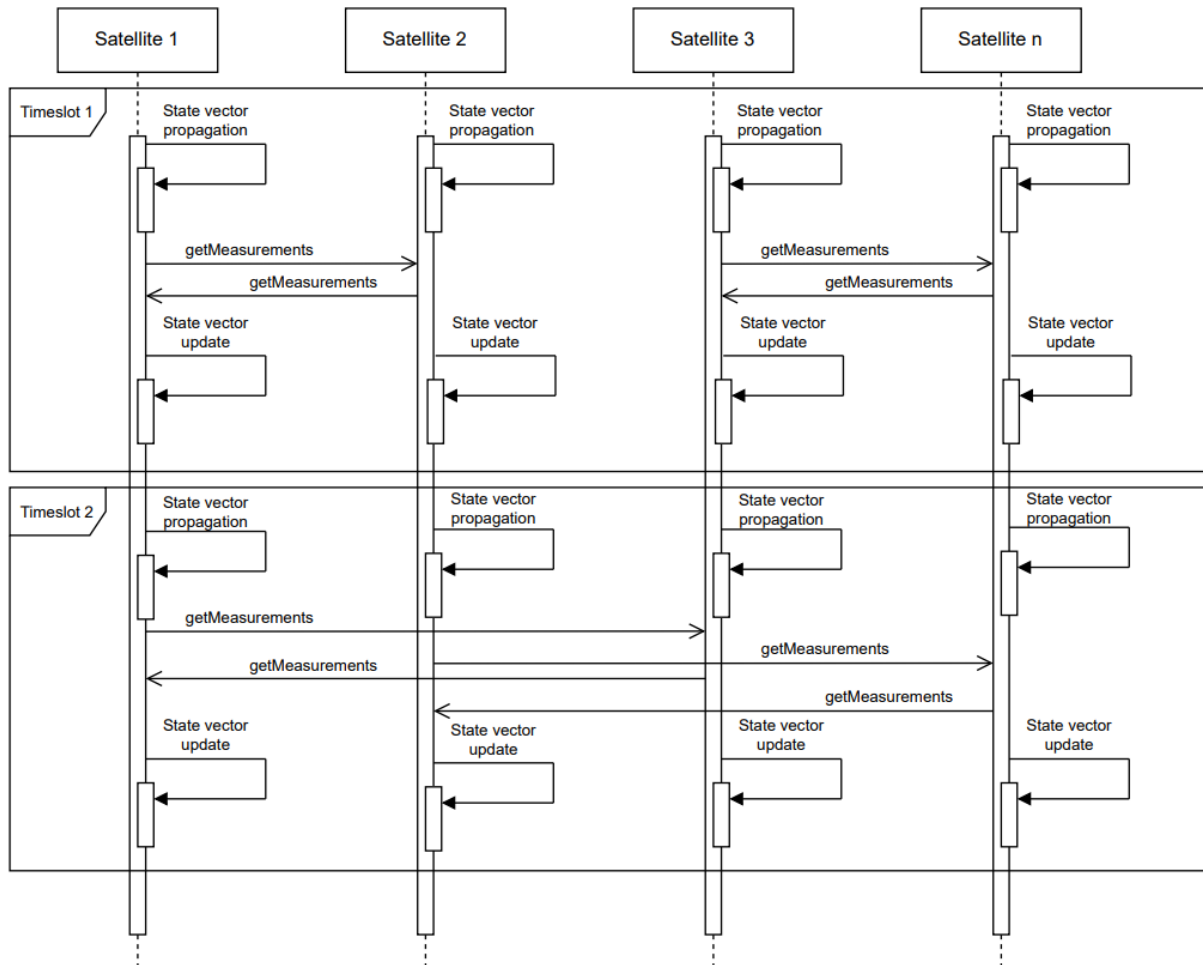 Satellite 1
Satellite 2
Satellite 3
Satellite n
Timeslot 1
State vector
propagation
State vector
propagation
State vector
propagation
State vector
propagation
getMeasurements
getMeasurements
getMeasurements
getMeasurements
State vector
update
State vector
update
State vector
update
State vector
update
Timeslot 2
State vector
propagation
State vector
propagation
State vector
propagation
State vector
propagation
getMeasurements
getMeasurements
getMeasurements
getMeasurements
State vector
update
State vector
update
State vector
update
State vector
update